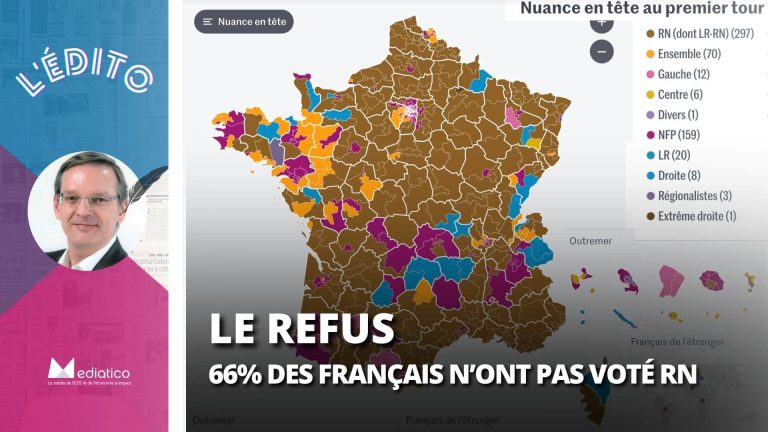 L'ÉDITO
Mediatico
Le média de l'ESS et de l'économie à impact
Nuance en tête
Nuance en tête au premier tour
RN (dont LR-RN) (297)
Ensemble (70)
Gauche (12)
Centre (6)
Divers (1)
NFP (159)
LR (20)
Droite (8)
Régionalistes (3)
Extrême droite (1)
Outremer
Français de l'étranger
LE REFUS
66% DES FRANÇAIS N'ONT PAS VOTÉ RN
Outremer
Français de l'étranger